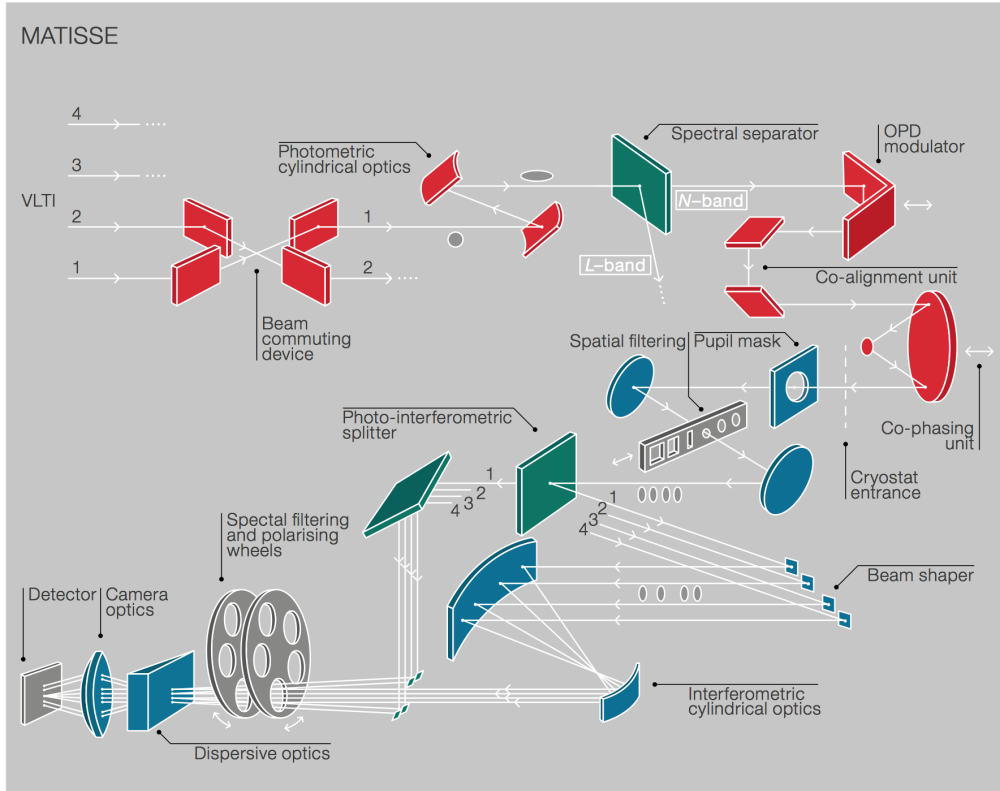 MATISSE
4
3
VLTI
2
1
1
2
Beam
commuting
device
Photometric
cylindrical optics
Spectral separator
N–band
L–band
OPD
modulator
Co-alignment unit
Spatial filtering
Pupil mask
Co-phasing
unit
Cryostat
entrance
Photo-interferometric
splitter
1
2
3
4
1
2
3
4
Spectal filtering
and polarising
wheels
Beam shaper
Detector
Camera
optics
Interferometric
cylindrical optics
Dispersive optics